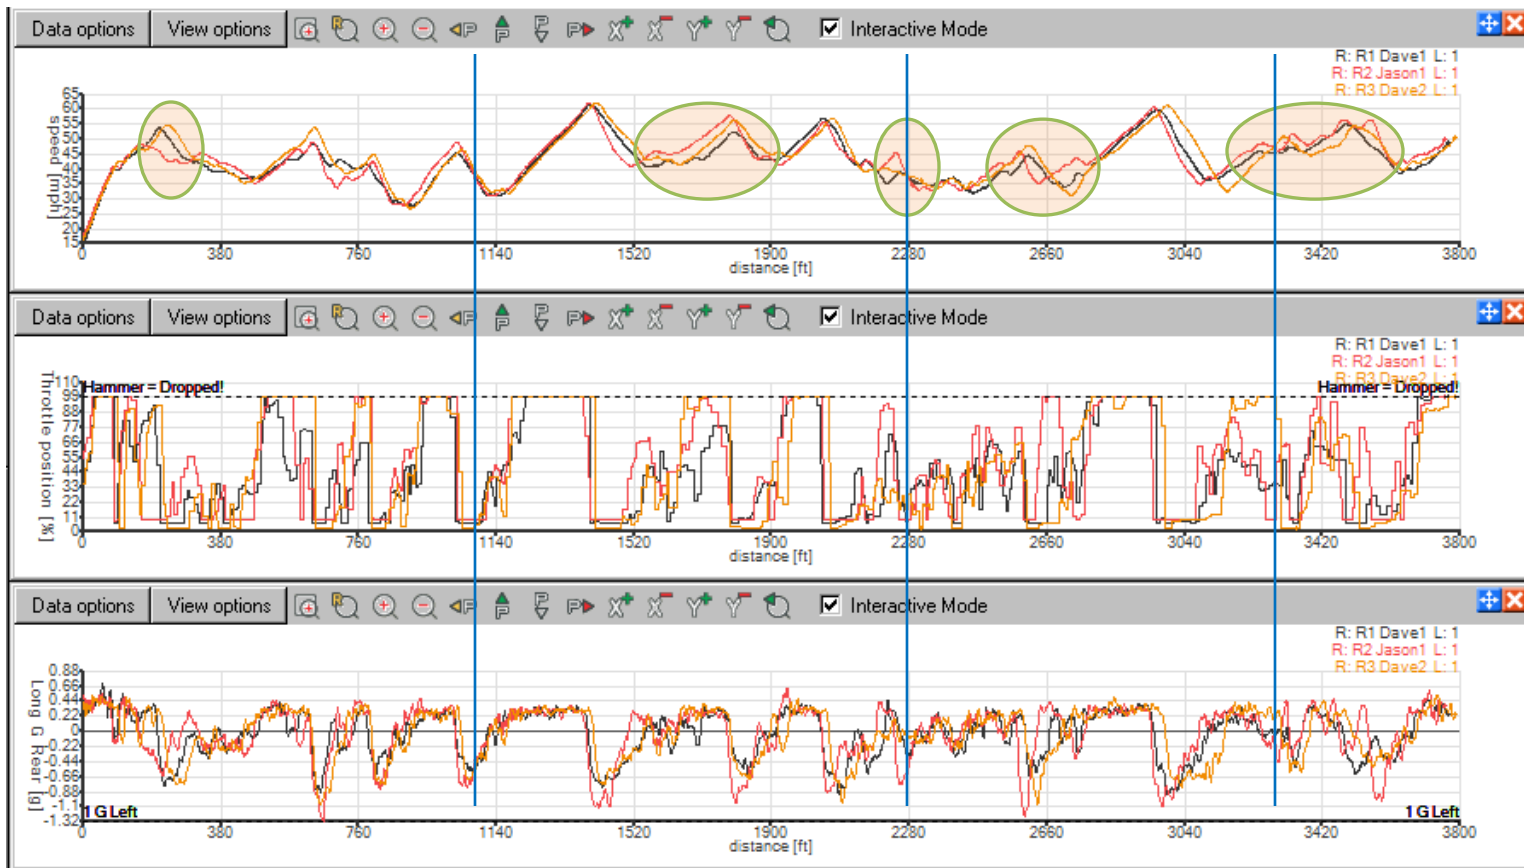 Data options View options Interactive Mode
R: R1 Dave1 L: 1
R: R2 Jason1 L: 1
R: R3 Dave2 L: 1
speed [mph]
65
60
55
50
45
40
35
30
25
20
15
0 380 760 1140 1520 1900 2280 2660 3040 3420 3800
distance [ft]
Data options View options Interactive Mode
R: R1 Dave1 L: 1
R: R2 Jason1 L: 1
R: R3 Dave2 L: 1
Throttle position [%]
Hammer = Dropped! Hammer = Dropped!
110
99
88
77
66
55
44
33
22
11
0
0 380 760 1140 1520 1900 2280 2660 3040 3420 3800
distance [ft]
Data options View options Interactive Mode
R: R1 Dave1 L: 1
R: R2 Jason1 L: 1
R: R3 Dave2 L: 1
Long G Rear [g]
0.88
0.66
0.44
0.22
0
-0.22
-0.44
-0.66
-0.88
-1.1
-1.32
1 G Left 1 G Left
0 380 760 1140 1520 1900 2280 2660 3040 3420 3800
distance [ft]